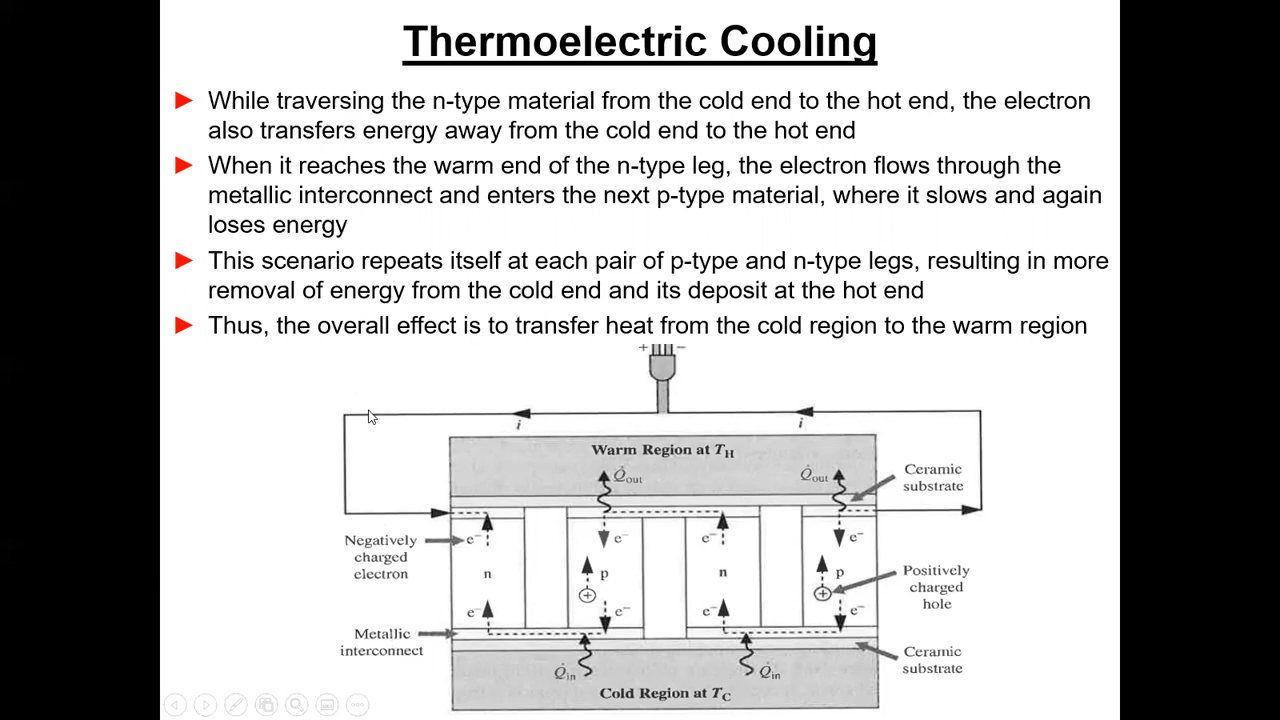 Thermoelectric Cooling
► While traversing the n-type material from the cold end to the hot end, the electron
also transfers energy away from the cold end to the hot end
► When it reaches the warm end of the n-type leg, the electron flows through the
metallic interconnect and enters the next p-type material, where it slows and again
loses energy
► This scenario repeats itself at each pair of p-type and n-type legs, resulting in more
removal of energy from the cold end and its deposit at the hot end
► Thus, the overall effect is to transfer heat from the cold region to the warm region
+ −
i i
Warm Region at TH
Q̇out Q̇out
Ceramic
substrate
Negatively
charged
electron
e− e− e− e−
n p n p
+ +
Positively
charged
hole
e− e− e− e−
Metallic
interconnect
Ceramic
substrate
Q̇in Q̇in
Cold Region at TC